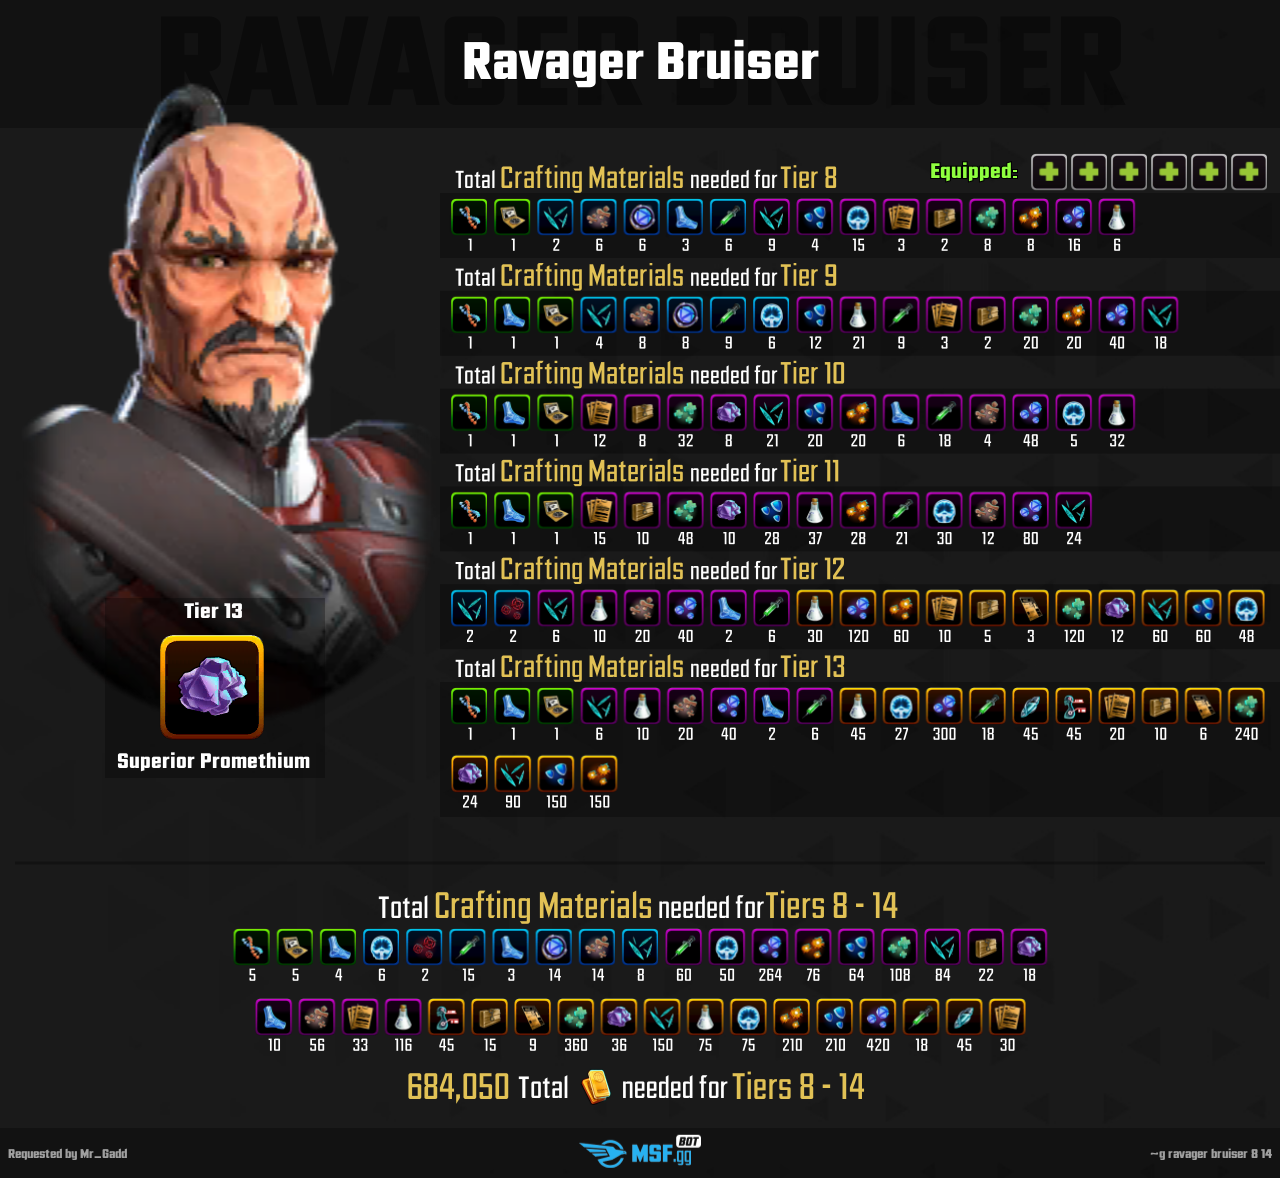 RAVAGER BRUISER
Ravager Bruiser
Equipped:
Total Crafting Materials needed for Tier 8
1 1 2 6 6 3 6 9 4 15 3 2 8 8 16 6
Total Crafting Materials needed for Tier 9
1 1 1 4 8 8 9 6 12 21 9 3 2 20 20 40 18
Total Crafting Materials needed for Tier 10
1 1 1 12 8 32 8 21 20 20 6 18 4 48 5 32
Total Crafting Materials needed for Tier 11
1 1 1 15 10 48 10 28 37 28 21 30 12 80 24
Total Crafting Materials needed for Tier 12
2 2 6 10 20 40 2 6 30 120 60 10 5 3 120 12 60 60 48
Total Crafting Materials needed for Tier 13
1 1 1 6 10 20 40 2 6 45 27 300 18 45 45 20 10 6 240
24 90 150 150
Tier 13
Superior Promethium
Total Crafting Materials needed for Tiers 8 - 14
5 5 4 6 2 15 3 14 14 8 60 50 264 76 64 108 84 22 18
10 56 33 116 45 15 9 360 36 150 75 75 210 210 420 18 45 30
684,050 Total needed for Tiers 8 - 14
Requested by Mr_Gadd
MSF.gg BOT
~g ravager bruiser 8 14